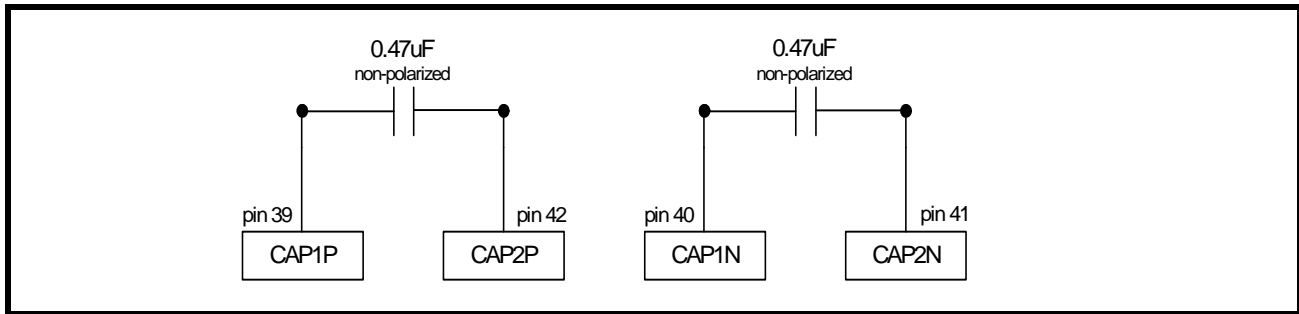 0.47uF
non-polarized
0.47uF
non-polarized
pin 39
pin 42
pin 40
pin 41
CAP1P
CAP2P
CAP1N
CAP2N